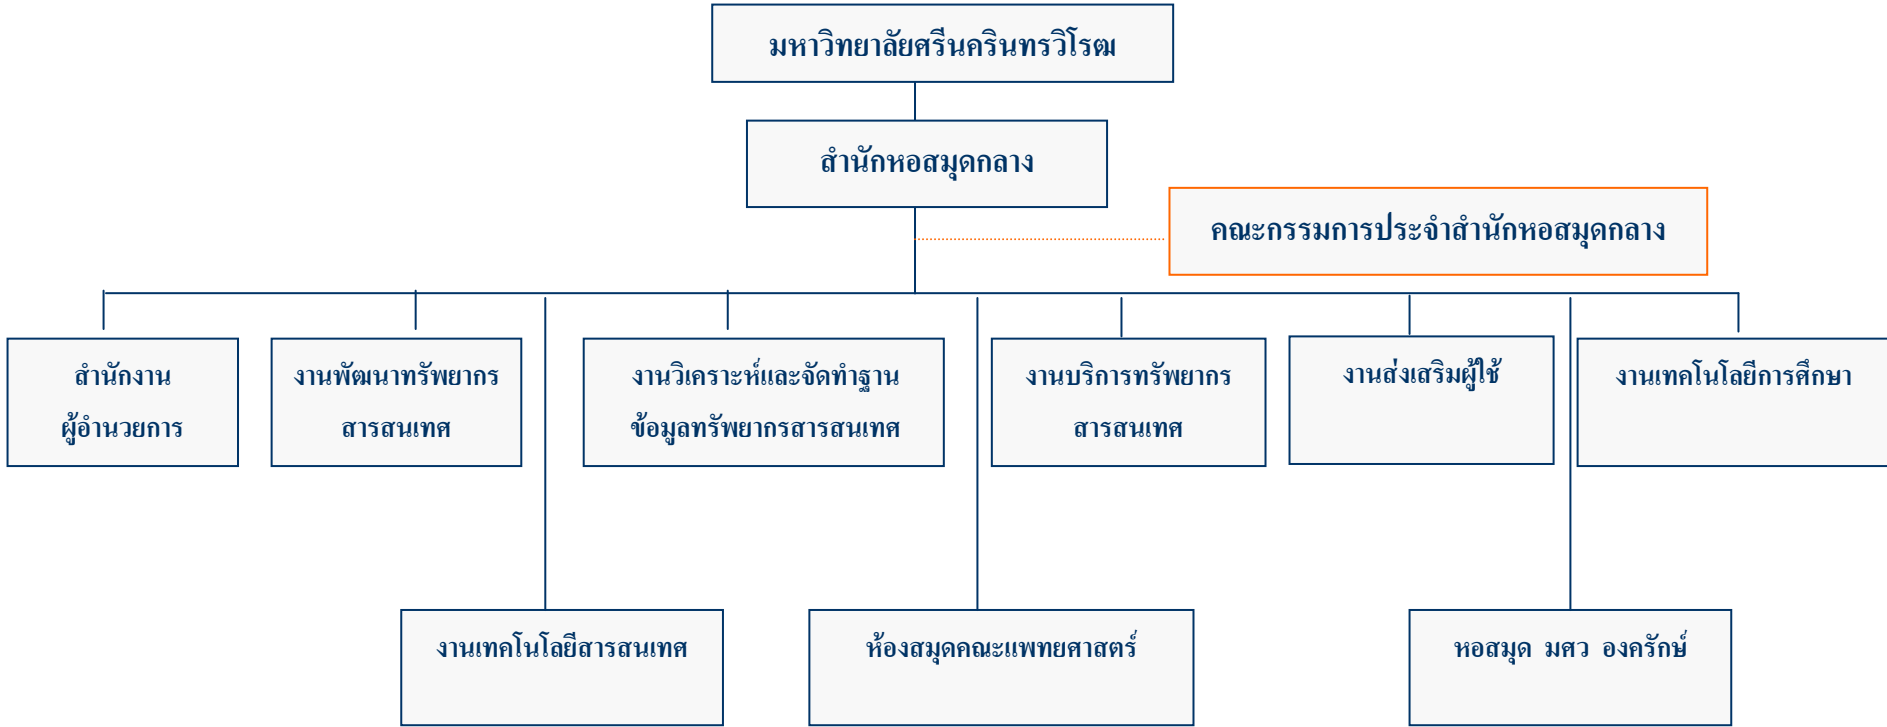 มหาวิทยาลัยศรีนครินทรวิโรฒ
สำนักหอสมุดกลาง
คณะกรรมการประจำสำนักหอสมุดกลาง
สำนักงาน
ผู้อำนวยการ
งานพัฒนาทรัพยากร
สารสนเทศ
งานวิเคราะห์และจัดทำฐาน
ข้อมูลทรัพยากรสารสนเทศ
งานบริการทรัพยากร
สารสนเทศ
งานส่งเสริมผู้ใช้
งานเทคโนโลยีการศึกษา
งานเทคโนโลยีสารสนเทศ
ห้องสมุดคณะแพทยศาสตร์
หอสมุด มศว องครักษ์